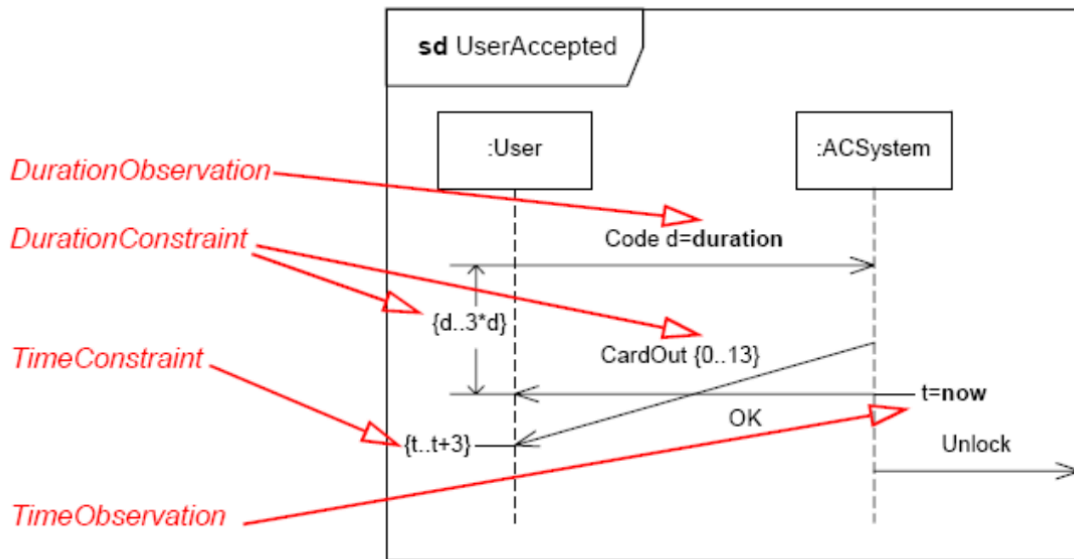 sd UserAccepted
:User
:ACSystem
DurationObservation
Code d=duration
DurationConstraint
{d..3*d}
CardOut {0..13}
TimeConstraint
t=now
OK
{t..t+3}
Unlock
TimeObservation